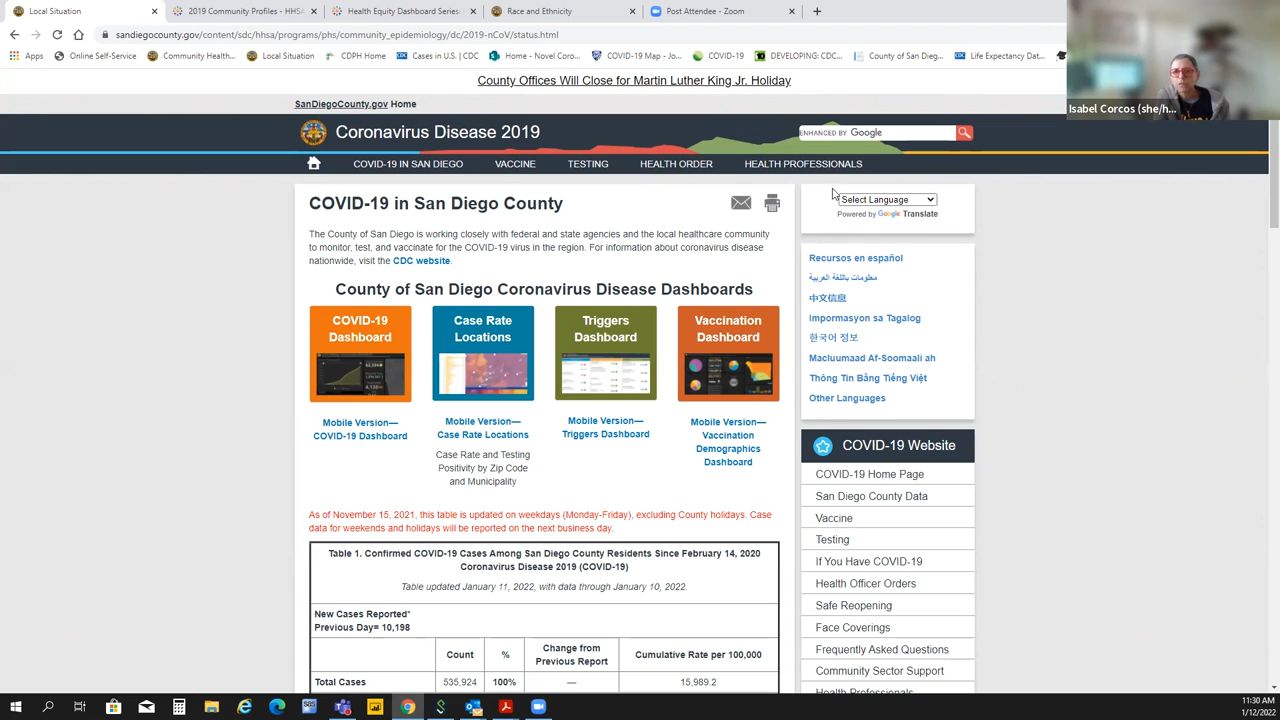 Local Situation
2019 Community Profiles - HHSA
Health Equity Dashboard Series
Race and Ethnicity
Post Attendee - Zoom
sandiegocounty.gov/content/sdc/hhsa/programs/phs/community_epidemiology/dc/2019-nCoV/status.html
Apps
Online Self-Service
Community Health...
Local Situation
CDPH Home
Cases in U.S. | CDC
Home - Novel Coro...
COVID-19 Map - Jo...
COVID-19
DEVELOPING: CDC...
County of San Dieg...
Life Expectancy Dat...
Isabel Corcos (she/h...
County Offices Will Close for Martin Luther King Jr. Holiday
SanDiegoCounty.gov Home
Coronavirus Disease 2019
ENHANCED BY Google
COVID-19 IN SAN DIEGO
VACCINE
TESTING
HEALTH ORDER
HEALTH PROFESSIONALS
COVID-19 in San Diego County
The County of San Diego is working closely with federal and state agencies and the local healthcare community
to monitor, test, and vaccinate for the COVID-19 virus in the region. For information about coronavirus disease
nationwide, visit the CDC website.
County of San Diego Coronavirus Disease Dashboards
COVID-19
Dashboard
Case Rate
Locations
Triggers
Dashboard
Vaccination
Dashboard
Mobile Version—
COVID-19 Dashboard
Mobile Version—
Case Rate Locations
Case Rate and Testing
Positivity by Zip Code
and Municipality
Mobile Version—
Triggers Dashboard
Mobile Version—
Vaccination
Demographics
Dashboard
As of November 15, 2021, this table is updated on weekdays (Monday-Friday), excluding County holidays. Case
data for weekends and holidays will be reported on the next business day.
Table 1. Confirmed COVID-19 Cases Among San Diego County Residents Since February 14, 2020
Coronavirus Disease 2019 (COVID-19)
Table updated January 11, 2022, with data through January 10, 2022.
New Cases Reported*
Previous Day= 10,198
Count
%
Change from
Previous Report
Cumulative Rate per 100,000
Total Cases
535,924
100%
—
15,989.2
Select Language
Powered by Google Translate
Recursos en español
معلومات باللغة العربية
中文信息
Impormasyon sa Tagalog
한국어 정보
Macluumaad Af-Soomaali ah
Thông Tin Bằng Tiếng Việt
Other Languages
COVID-19 Website
COVID-19 Home Page
San Diego County Data
Vaccine
Testing
If You Have COVID-19
Health Officer Orders
Safe Reopening
Face Coverings
Frequently Asked Questions
Community Sector Support
Health Professionals
11:30 AM
1/12/2022